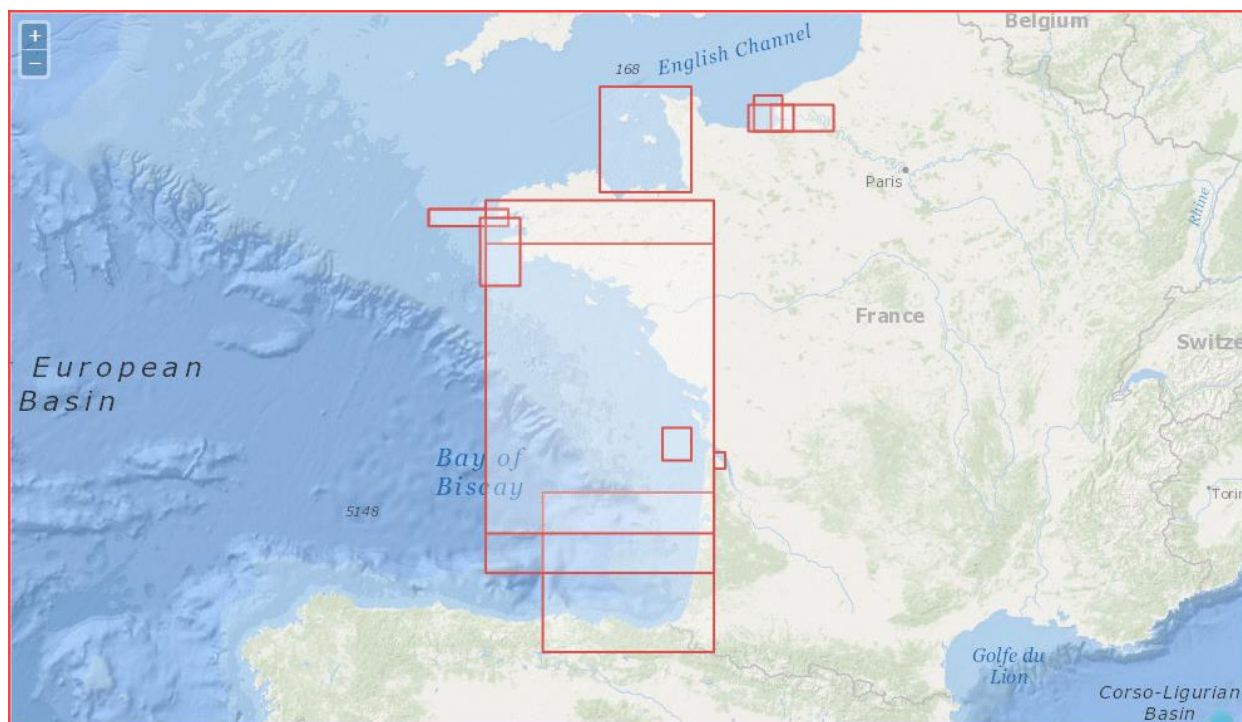 +
−
Belgium
English Channel
168
Paris
Rhine
France
Switze
European
Basin
Bay of
Biscay
5148
Torin
Golfe du
Lion
Corso-Ligurian
Basin